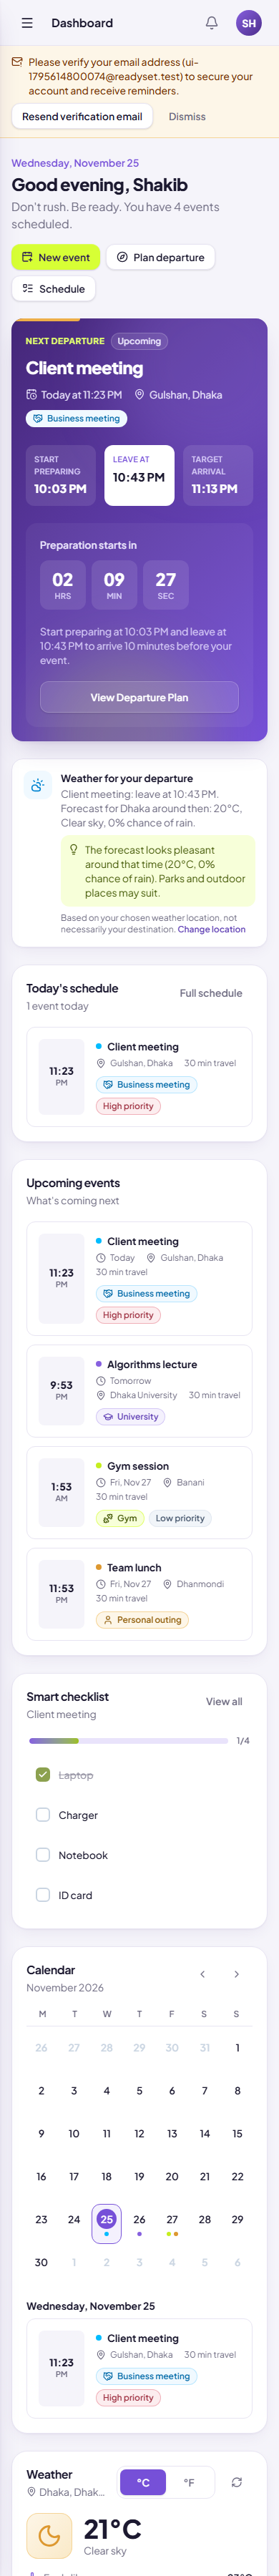 Dashboard
SH
Please verify your email address (ui-
1795614800074@readyset.test) to secure your
account and receive reminders.
Resend verification email
Dismiss
Wednesday, November 25
Good evening, Shakib
Don't rush. Be ready. You have 4 events
scheduled.
New event
Plan departure
Schedule
NEXT DEPARTURE
Upcoming
Client meeting
Today at 11:23 PM
Gulshan, Dhaka
Business meeting
START
PREPARING
10:03 PM
LEAVE AT
10:43 PM
TARGET
ARRIVAL
11:13 PM
Preparation starts in
02
HRS
09
MIN
27
SEC
Start preparing at 10:03 PM and leave at
10:43 PM to arrive 10 minutes before your
event.
View Departure Plan
Weather for your departure
Client meeting: leave at 10:43 PM.
Forecast for Dhaka around then: 20°C,
Clear sky, 0% chance of rain.
The forecast looks pleasant
around that time (20°C, 0%
chance of rain). Parks and outdoor
places may suit.
Based on your chosen weather location, not
necessarily your destination. Change location
Today's schedule
1 event today
Full schedule
11:23
PM
Client meeting
Gulshan, Dhaka
30 min travel
Business meeting
High priority
Upcoming events
What's coming next
11:23
PM
Client meeting
Today
Gulshan, Dhaka
30 min travel
Business meeting
High priority
9:53
PM
Algorithms lecture
Tomorrow
Dhaka University
30 min travel
University
1:53
AM
Gym session
Fri, Nov 27
Banani
30 min travel
Gym
Low priority
11:53
PM
Team lunch
Fri, Nov 27
Dhanmondi
30 min travel
Personal outing
Smart checklist
Client meeting
View all
1/4
Laptop
Charger
Notebook
ID card
Calendar
November 2026
M T W T F S S
26 27 28 29 30 31 1
2 3 4 5 6 7 8
9 10 11 12 13 14 15
16 17 18 19 20 21 22
23 24 25 26 27 28 29
30 1 2 3 4 5 6
Wednesday, November 25
11:23
PM
Client meeting
Gulshan, Dhaka
30 min travel
Business meeting
High priority
Weather
Dhaka, Dhak...
°C
°F
21°C
Clear sky